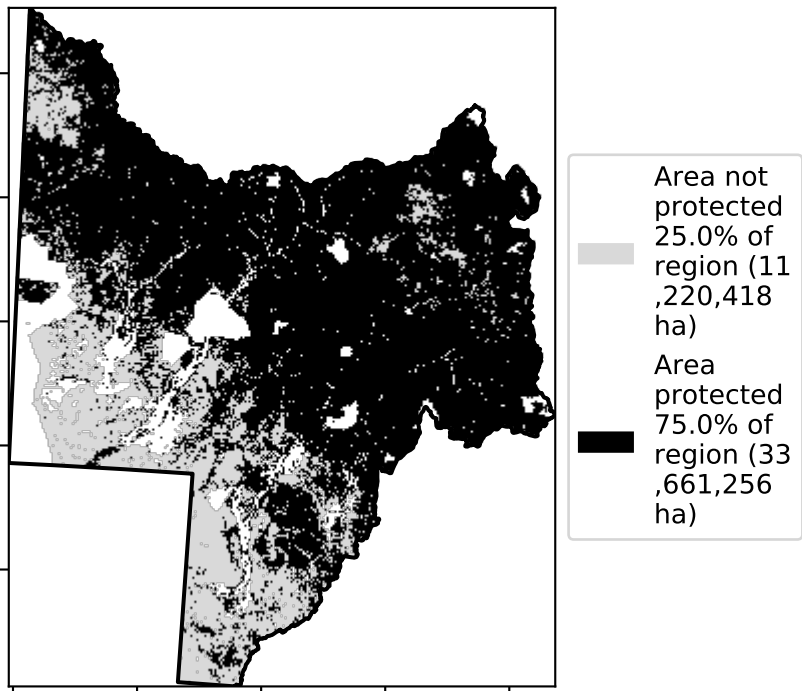 Area not
protected
25.0% of
region (11
,220,418
ha)
Area
protected
75.0% of
region (33
,661,256
ha)